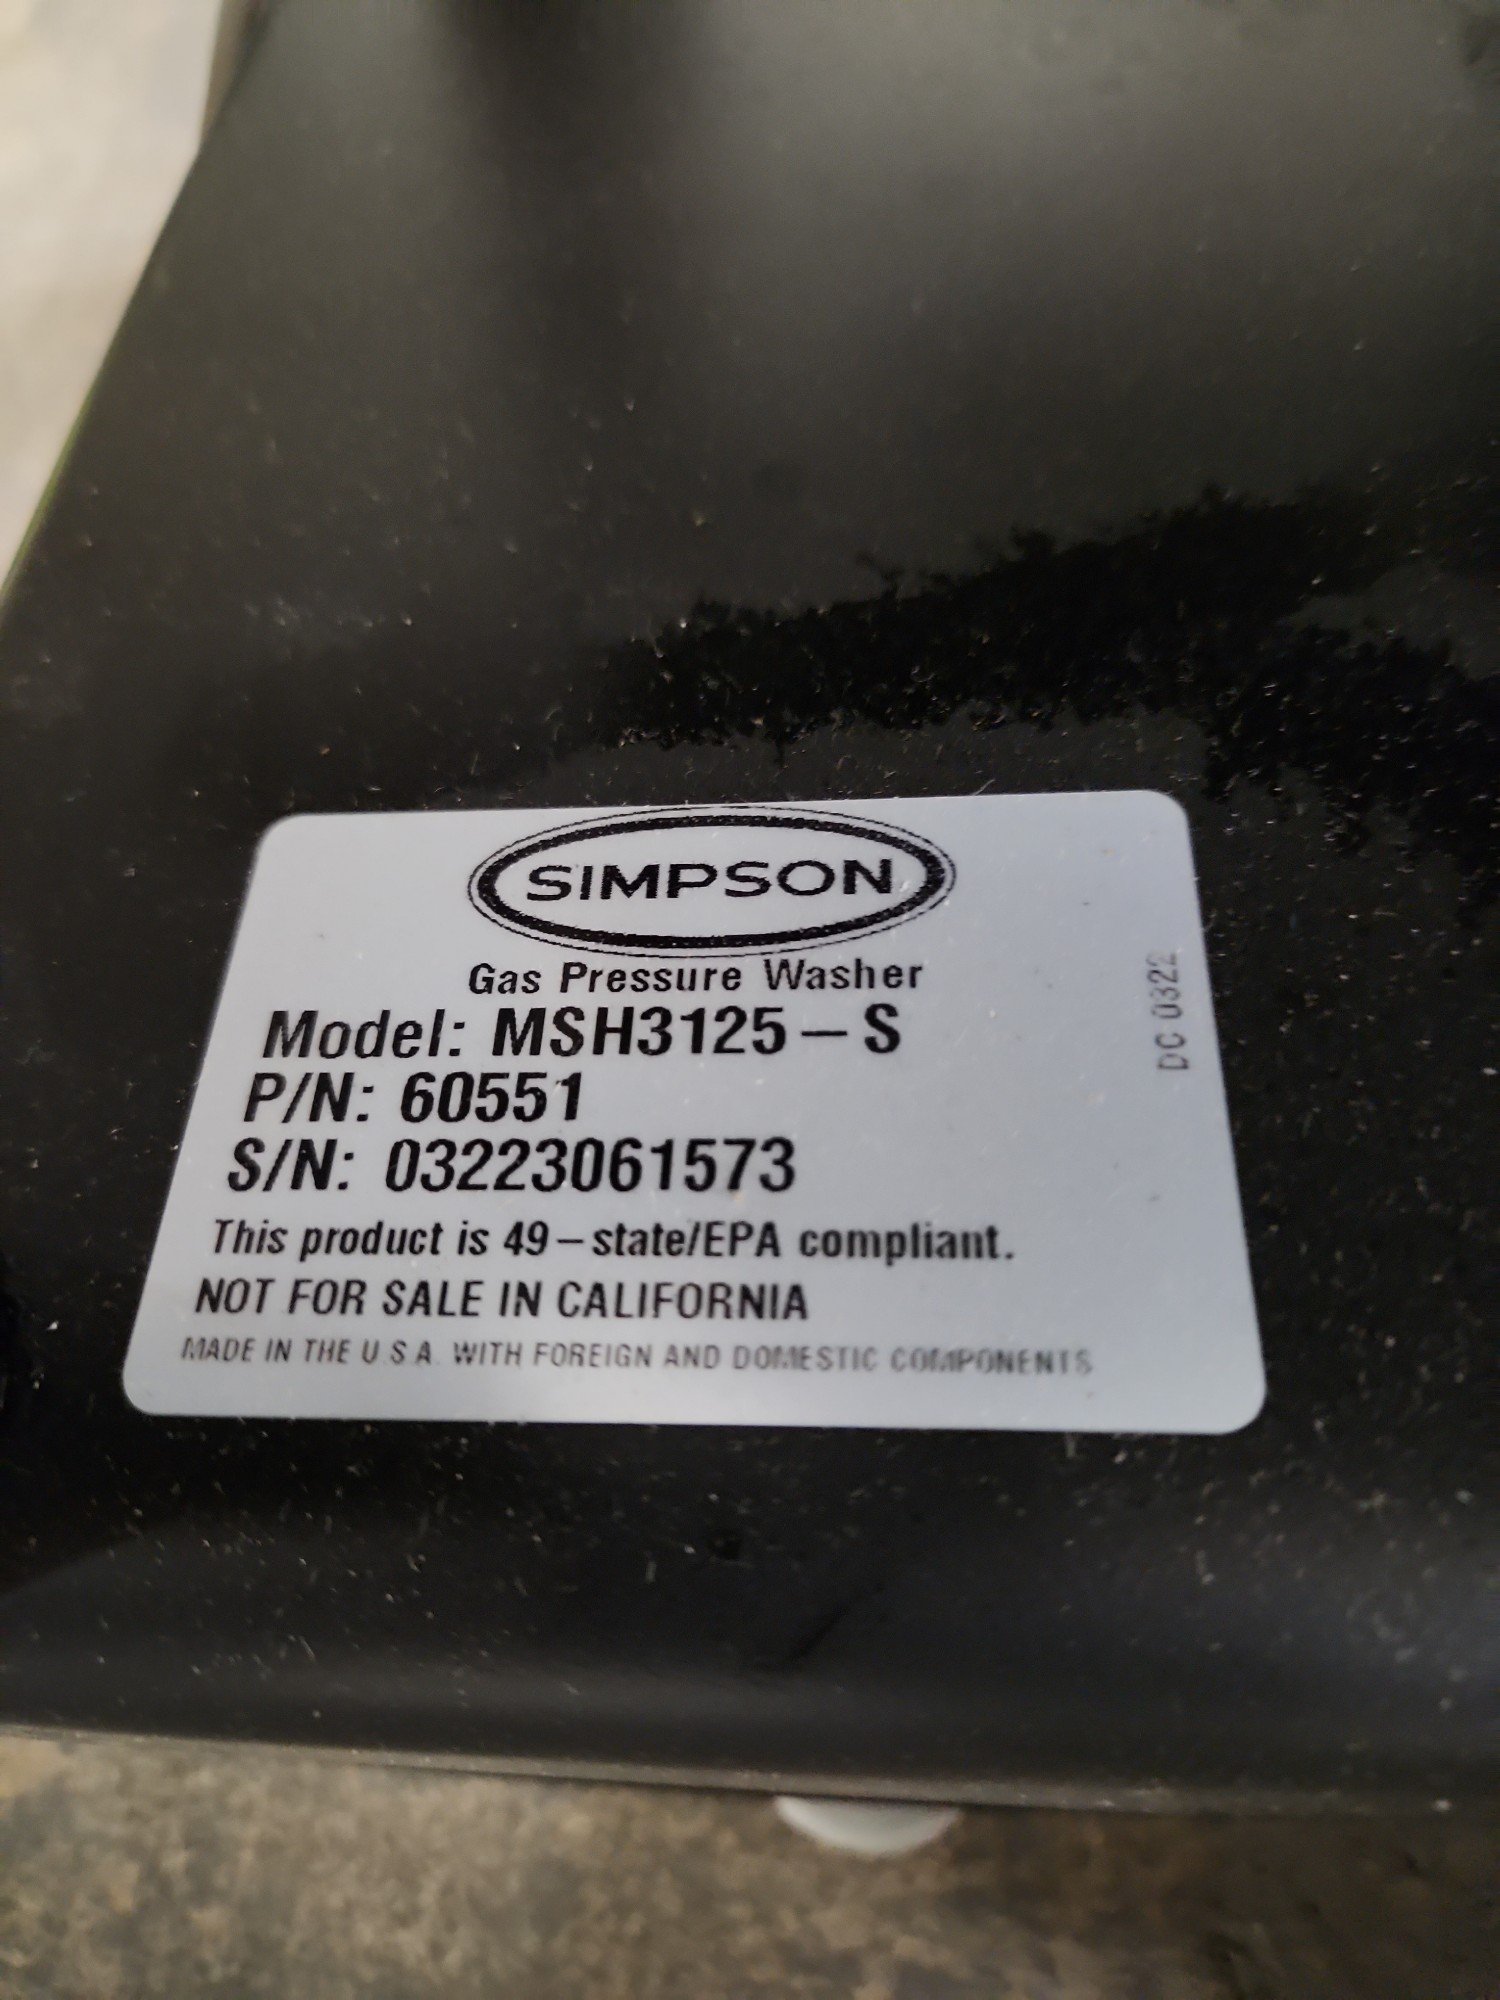 SIMPSON
Gas Pressure Washer
Model: MSH3125-S
P/N: 60551
S/N: 03223061573
This product is 49-state/EPA compliant.
NOT FOR SALE IN CALIFORNIA
MADE IN THE U.S.A. WITH FOREIGN AND DOMESTIC COMPONENTS
DC 0322